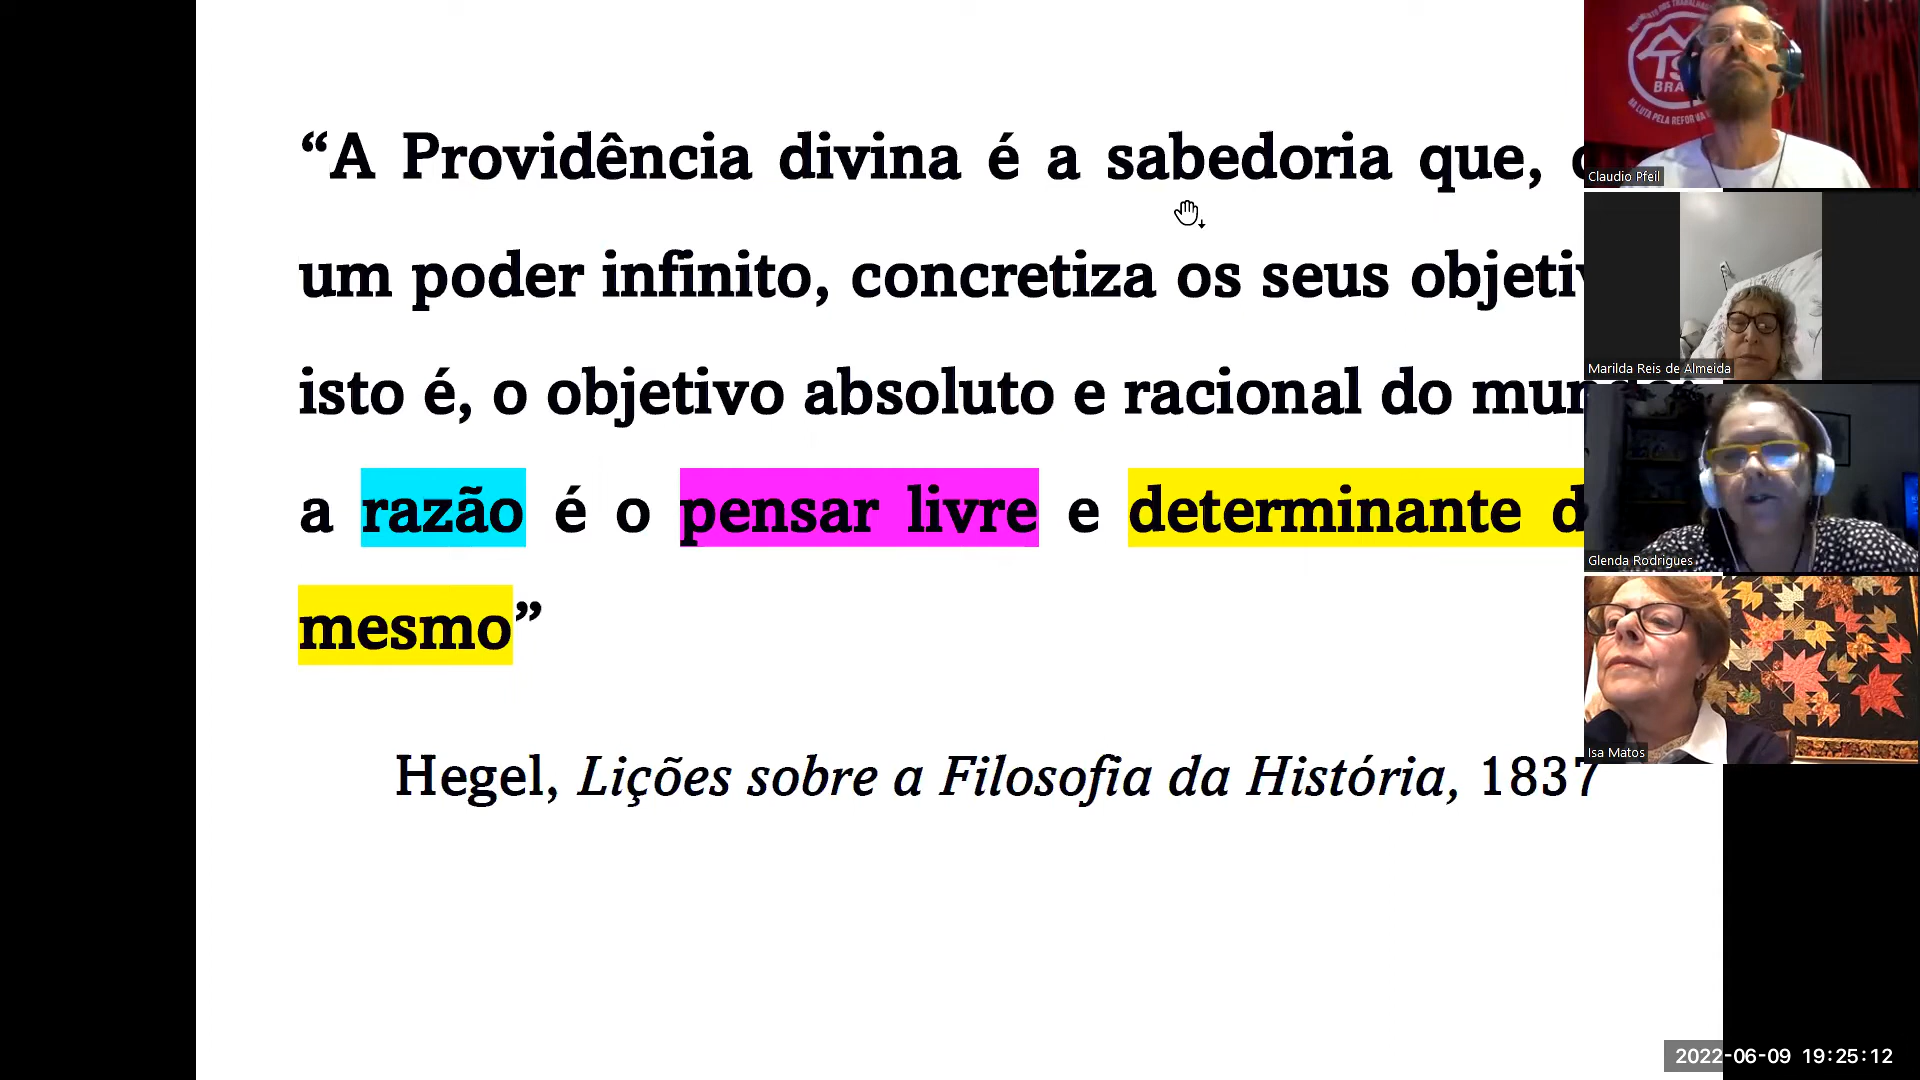 “A Providência divina é a sabedoria que,
um poder infinito, concretiza os seus
isto é, o objetivo absoluto e racional do
a razão é o pensar livre e determinante
mesmo”
Hegel, Lições sobre a Filosofia da História, 1837
BRA
Claudio Pfeil
Marilda Reis de Almeida
Glenda Rodrigues
Isa Matos
2022-06-09 19:25:12